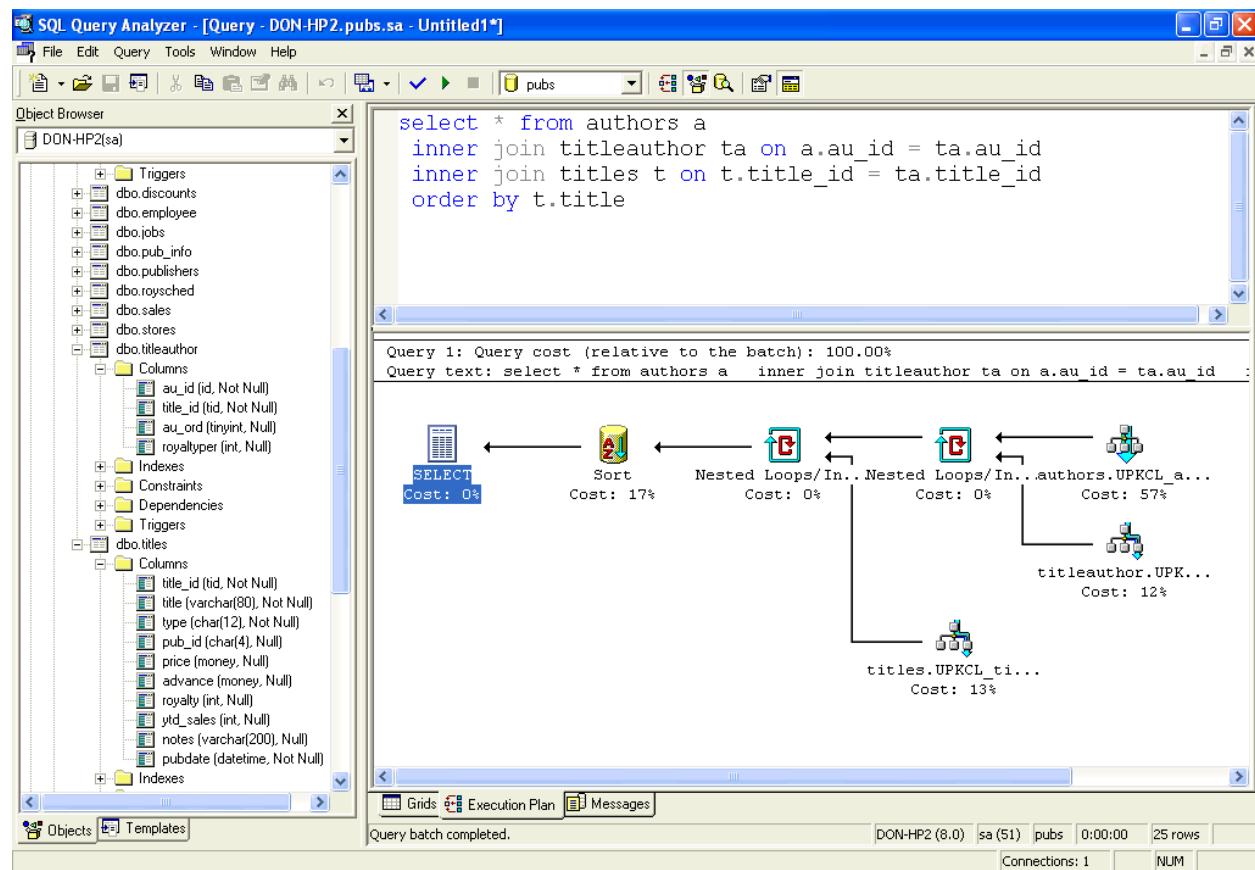 SQL Query Analyzer - [Query - DON-HP2.pubs.sa - Untitled1*]
File Edit Query Tools Window Help
pubs
Object Browser
DON-HP2(sa)
Triggers
dbo.discounts
dbo.employee
dbo.jobs
dbo.pub_info
dbo.publishers
dbo.roysched
dbo.sales
dbo.stores
dbo.titleauthor
Columns
au_id (id, Not Null)
title_id (tid, Not Null)
au_ord (tinyint, Null)
royaltyper (int, Null)
Indexes
Constraints
Dependencies
Triggers
dbo.titles
Columns
title_id (tid, Not Null)
title (varchar(80), Not Null)
type (char(12), Not Null)
pub_id (char(4), Null)
price (money, Null)
advance (money, Null)
royalty (int, Null)
ytd_sales (int, Null)
notes (varchar(200), Null)
pubdate (datetime, Not Null)
Indexes
Objects Templates
select * from authors a
inner join titleauthor ta on a.au_id = ta.au_id
inner join titles t on t.title_id = ta.title_id
order by t.title
Query 1: Query cost (relative to the batch): 100.00%
Query text: select * from authors a inner join titleauthor ta on a.au_id = ta.au_id
SELECT
Cost: 0%
Sort
Cost: 17%
Nested Loops/In...
Cost: 0%
Nested Loops/In...
Cost: 0%
authors.UPKCL_a...
Cost: 57%
titleauthor.UPK...
Cost: 12%
titles.UPKCL_ti...
Cost: 13%
Grids Execution Plan Messages
Query batch completed. DON-HP2 (8.0) sa (51) pubs 0:00:00 25 rows
Connections: 1 NUM